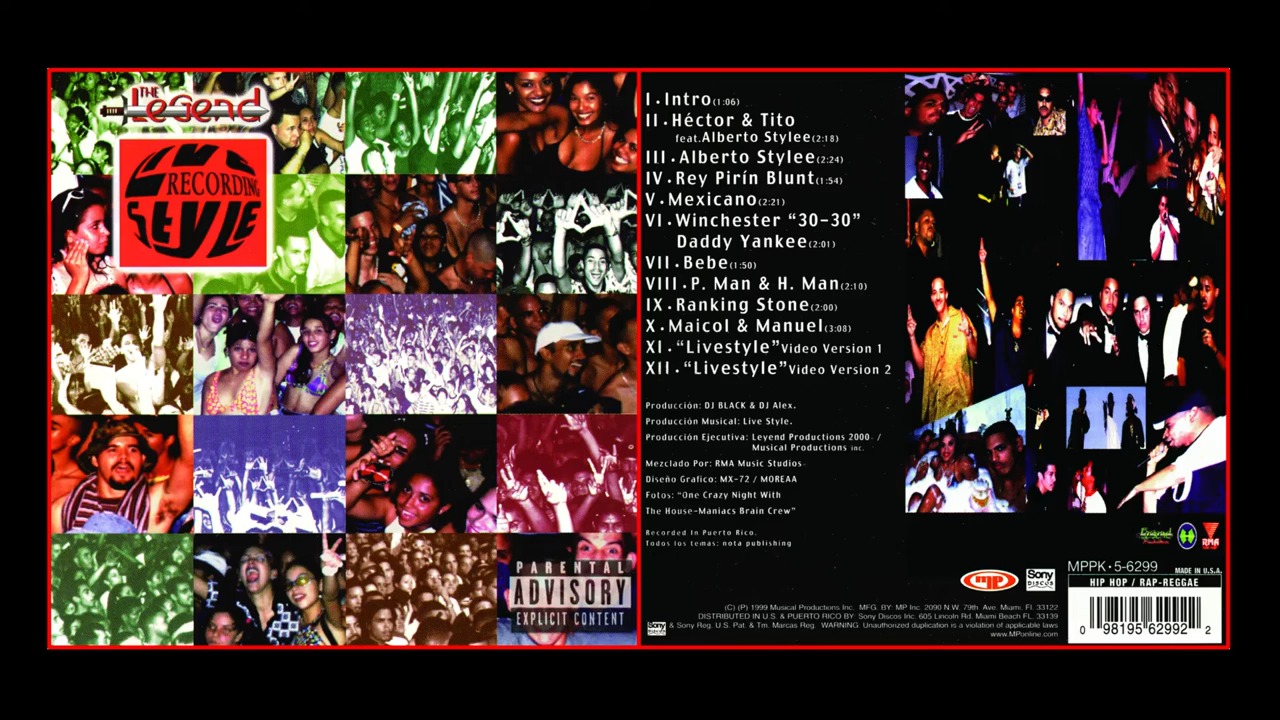 THE
Legend
LIVE
RECORDING
STYLE
PARENTAL
ADVISORY
EXPLICIT CONTENT
I. Intro (1:06)
II. Héctor & Tito
feat. Alberto Stylee (2:18)
III. Alberto Stylee (2:24)
IV. Rey Pirín Blunt (1:54)
V. Mexicano (2:21)
VI. Winchester “30-30”
Daddy Yankee (2:01)
VII. Bebe (1:50)
VIII. P. Man & H. Man (2:10)
IX. Ranking Stone (2:00)
X. Maicol & Manuel (3:08)
XI. “Livestyle” Video Version 1
XII. “Livestyle” Video Version 2
Producción: DJ BLACK & DJ Alex.
Producción Musical: Live Style.
Producción Ejecutiva: Leyend Productions 2000 /
Musical Productions inc.
Mezclado Por: RMA Music Studios
Diseño Grafico: MX-72 / MOREAA
Fotos: “One Crazy Night With
The House-Maniacs Brain Crew”
Recorded In Puerto Rico.
Todos los temas: nota publishing
RMA
mp
Sony
DISCOS
MPPK • 5-6299
MADE IN U.S.A.
HIP HOP / RAP-REGGAE
0 98195 62992 2
(C) (P) 1999 Musical Productions Inc. MFG. BY: MP Inc. 2090 N.W. 79th Ave. Miami, Fl. 33122
DISTRIBUTED IN U.S. & PUERTO RICO BY: Sony Discos Inc. 605 Lincoln Rd. Miami Beach FL. 33139
Sony DISCOS & Sony Reg. U.S. Pat. & Tm. Marcas Reg. WARNING: Unauthorized duplication is a violation of applicable laws
www.MPonline.com